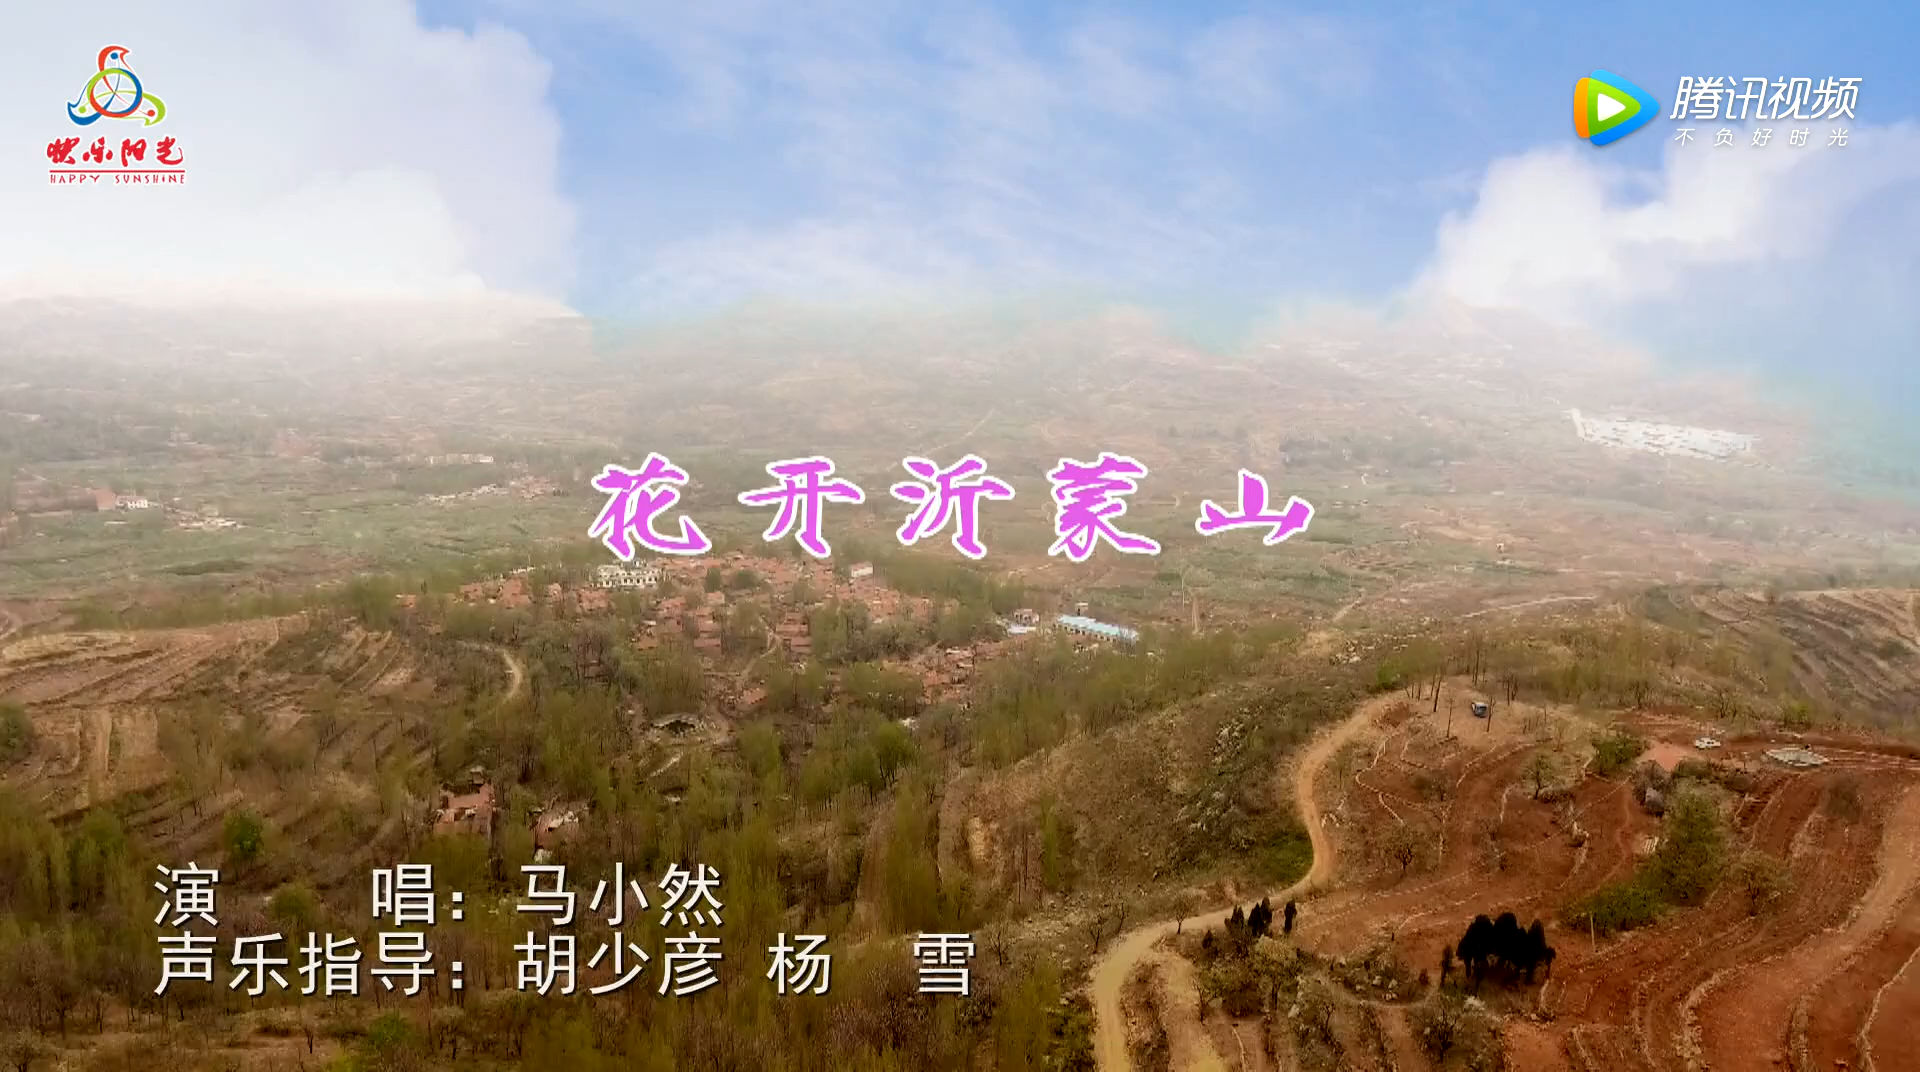 快乐阳光
HAPPY SUNSHINE
腾讯视频
不负好时光
花开沂蒙山
演 唱：马小然
声乐指导：胡少彦 杨 雪